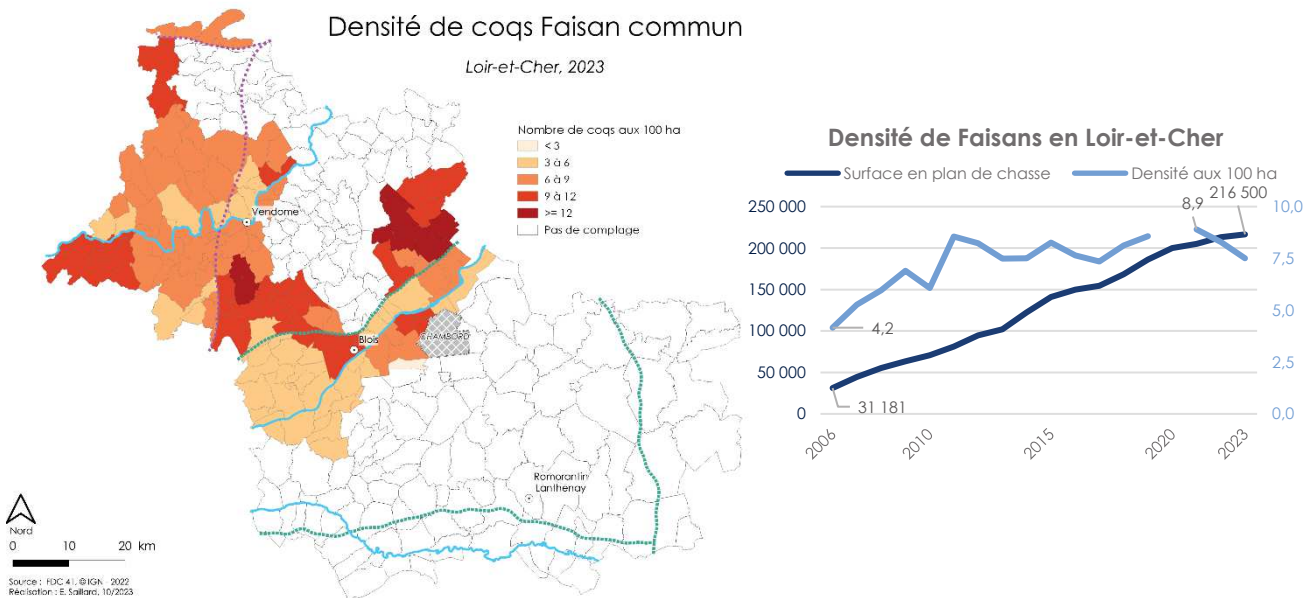 Densité de coqs Faisan commun
Loir-et-Cher, 2023
Nombre de coqs aux 100 ha
< 3
3 à 6
6 à 9
9 à 12
>= 12
Pas de comptage
Vendome
Blois
CHAMBORD
Romorantin
Lanthenay
Nord
0 10 20 km
Source : FDC 41, ©IGN - 2022
Réalisation : E. Saillard, 10/2023
Densité de Faisans en Loir-et-Cher
Surface en plan de chasse
Densité aux 100 ha
250 000
200 000
150 000
100 000
50 000
0
10,0
7,5
5,0
2,5
0,0
216 500
8,9
4,2
31 181
2006
2010
2015
2020
2023